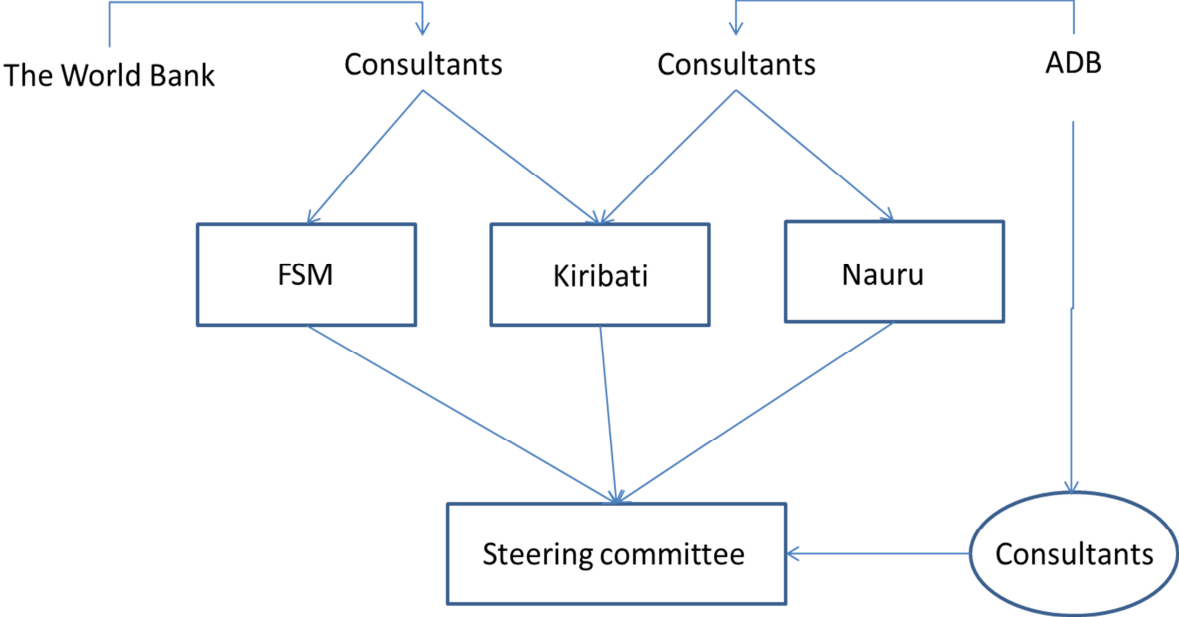 The World Bank
Consultants
Consultants
ADB
FSM
Kiribati
Nauru
Steering committee
Consultants